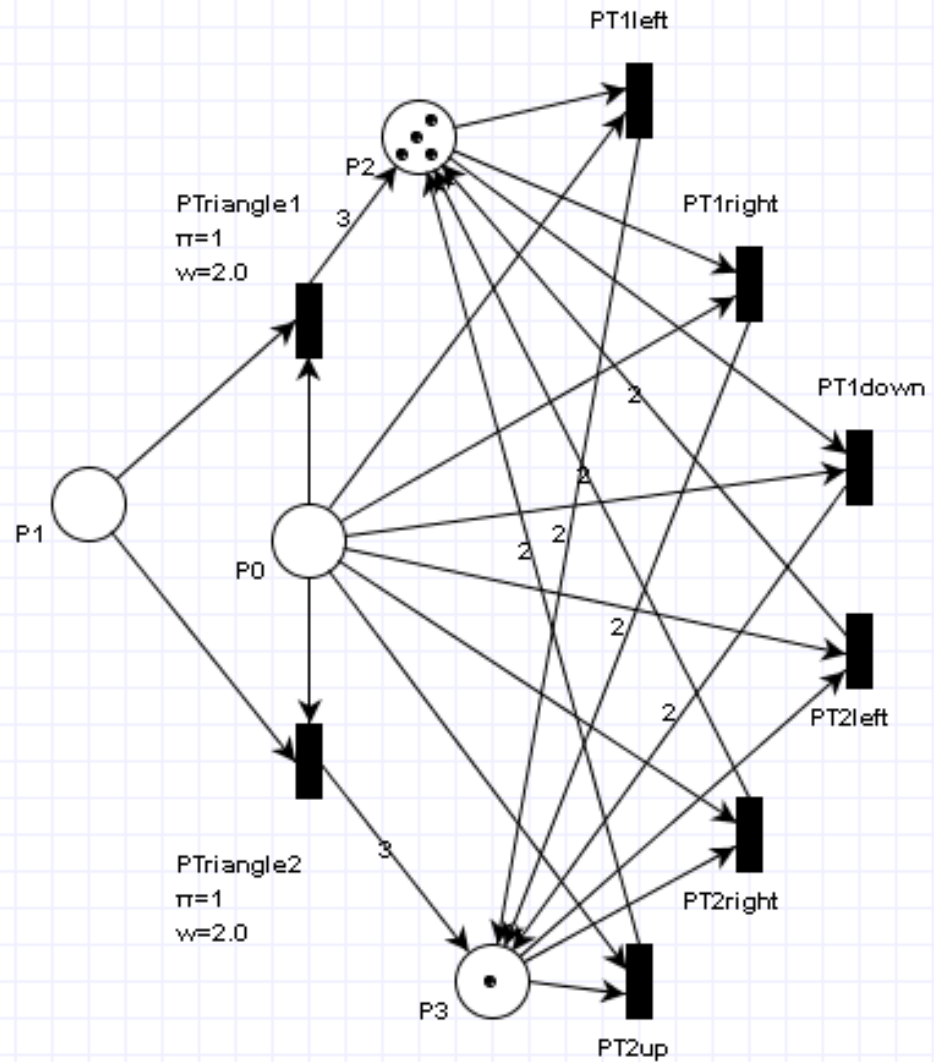 PT1left
P2
PTriangle1
π=1
w=2.0
3
PT1right
2
PT1down
2
P1
P0
2
2
2
2
PT2left
3
PTriangle2
π=1
w=2.0
PT2right
P3
PT2up